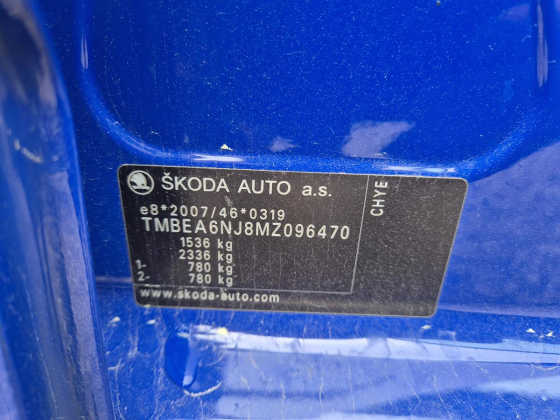 ŠKODA AUTO a.s.
CHYE
e8*2007/46*0319
TMBEA6NJ8MZ096470
1536 kg
2336 kg
1- 780 kg
2- 780 kg
www.skoda-auto.com